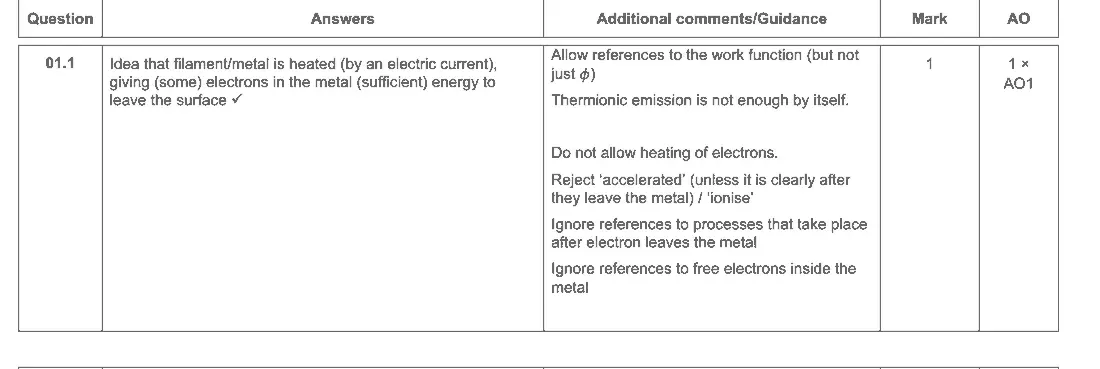 Question Answers Additional comments/Guidance Mark AO
01.1 Idea that filament/metal is heated (by an electric current),
giving (some) electrons in the metal (sufficient) energy to
leave the surface ✓
Allow references to the work function (but not
just ϕ)
Thermionic emission is not enough by itself.
Do not allow heating of electrons.
Reject 'accelerated' (unless it is clearly after
they leave the metal) / 'ionise'
Ignore references to processes that take place
after electron leaves the metal
Ignore references to free electrons inside the
metal
1
1 ×
AO1